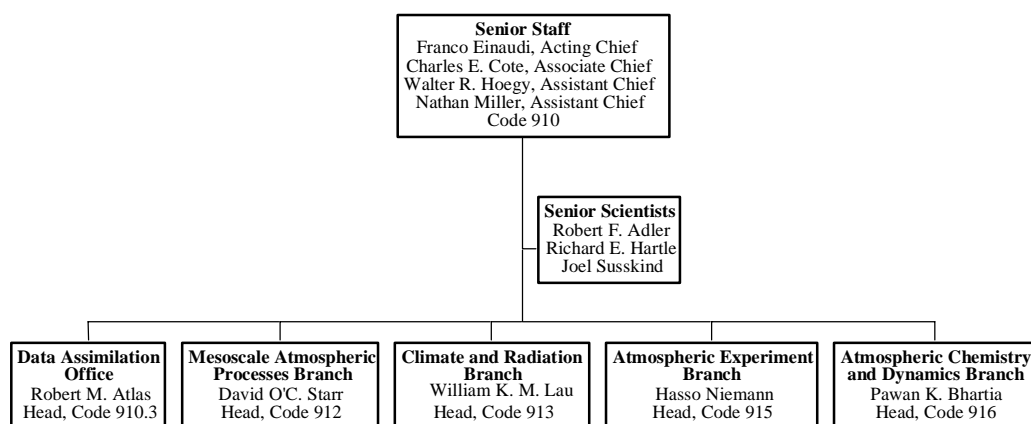 Senior Staff
Franco Einaudi, Acting Chief
Charles E. Cote, Associate Chief
Walter R. Hoegy, Assistant Chief
Nathan Miller, Assistant Chief
Code 910
Senior Scientists
Robert F. Adler
Richard E. Hartle
Joel Susskind
Data Assimilation
Office
Robert M. Atlas
Head, Code 910.3
Mesoscale Atmospheric
Processes Branch
David O'C. Starr
Head, Code 912
Climate and Radiation
Branch
William K. M. Lau
Head, Code 913
Atmospheric Experiment
Branch
Hasso Niemann
Head, Code 915
Atmospheric Chemistry
and Dynamics Branch
Pawan K. Bhartia
Head, Code 916